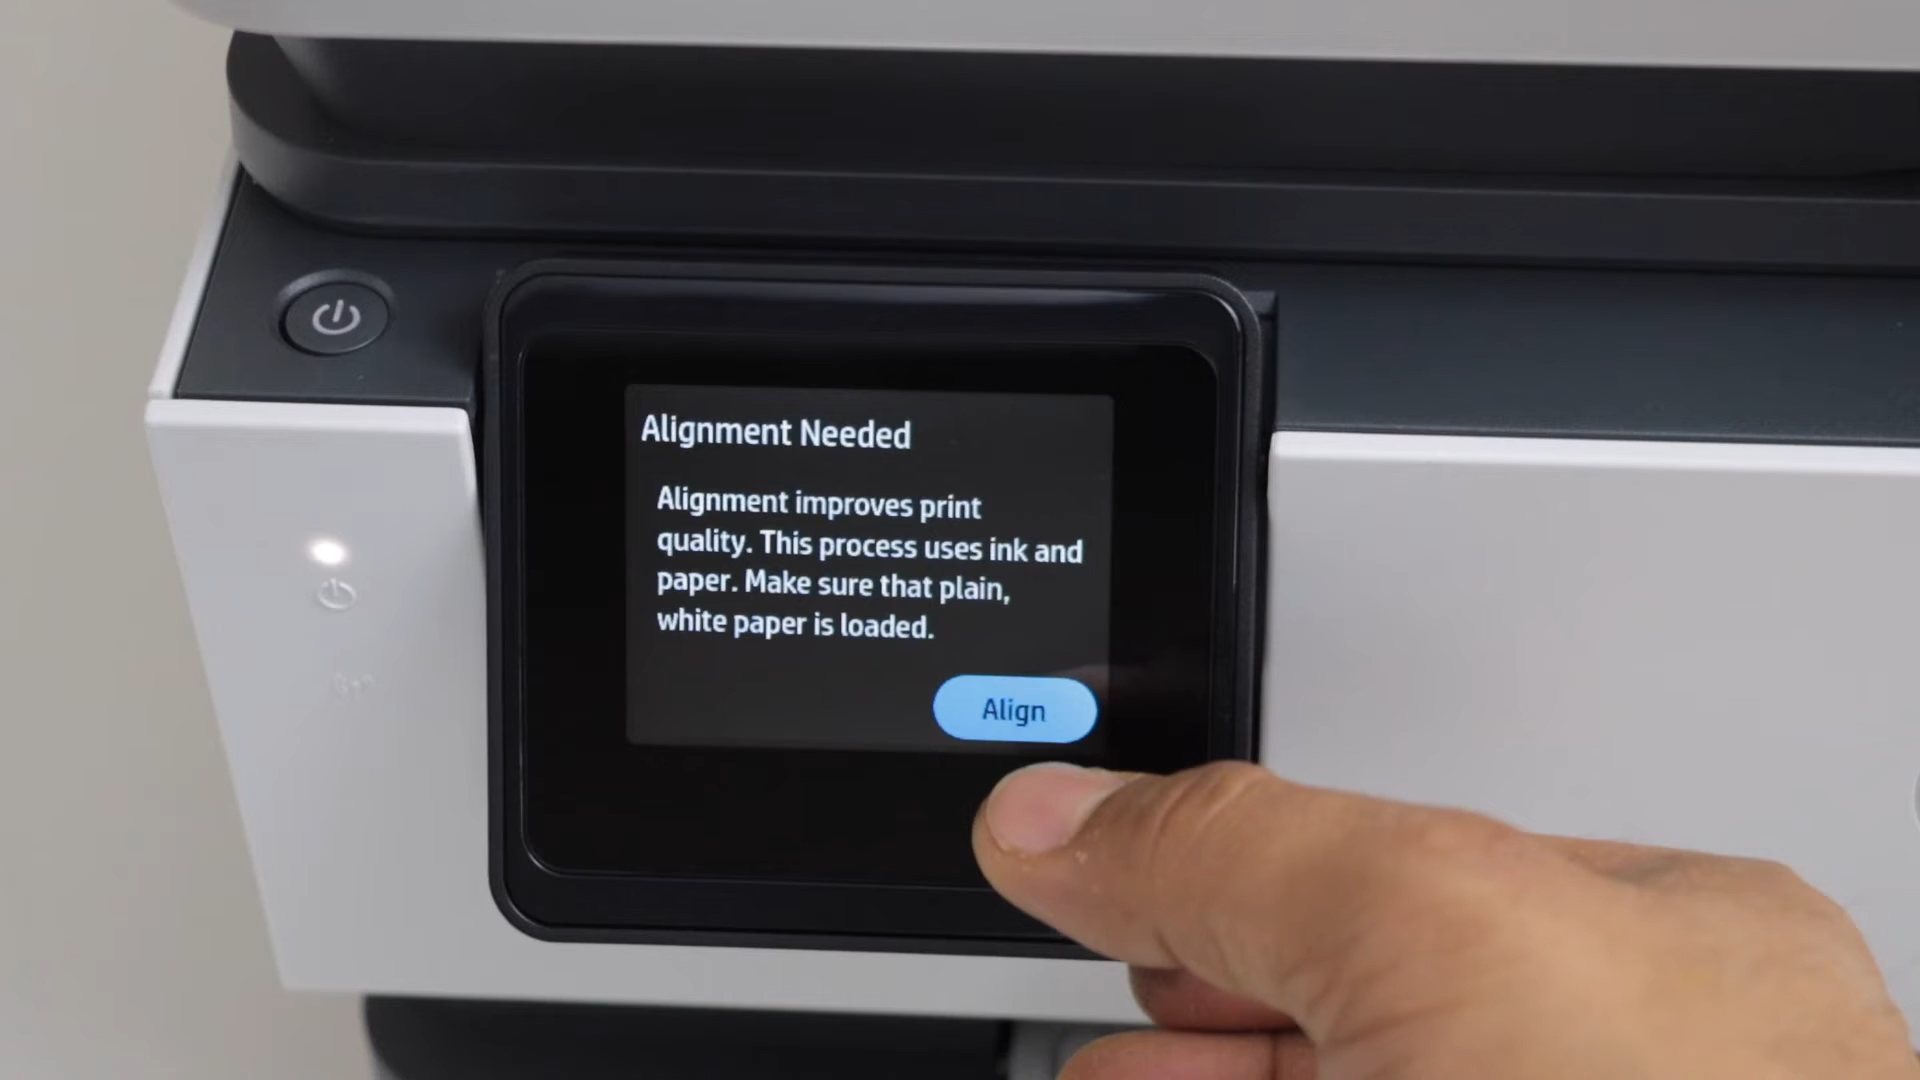 Alignment Needed
Alignment improves print
quality. This process uses ink and
paper. Make sure that plain,
white paper is loaded.
Align